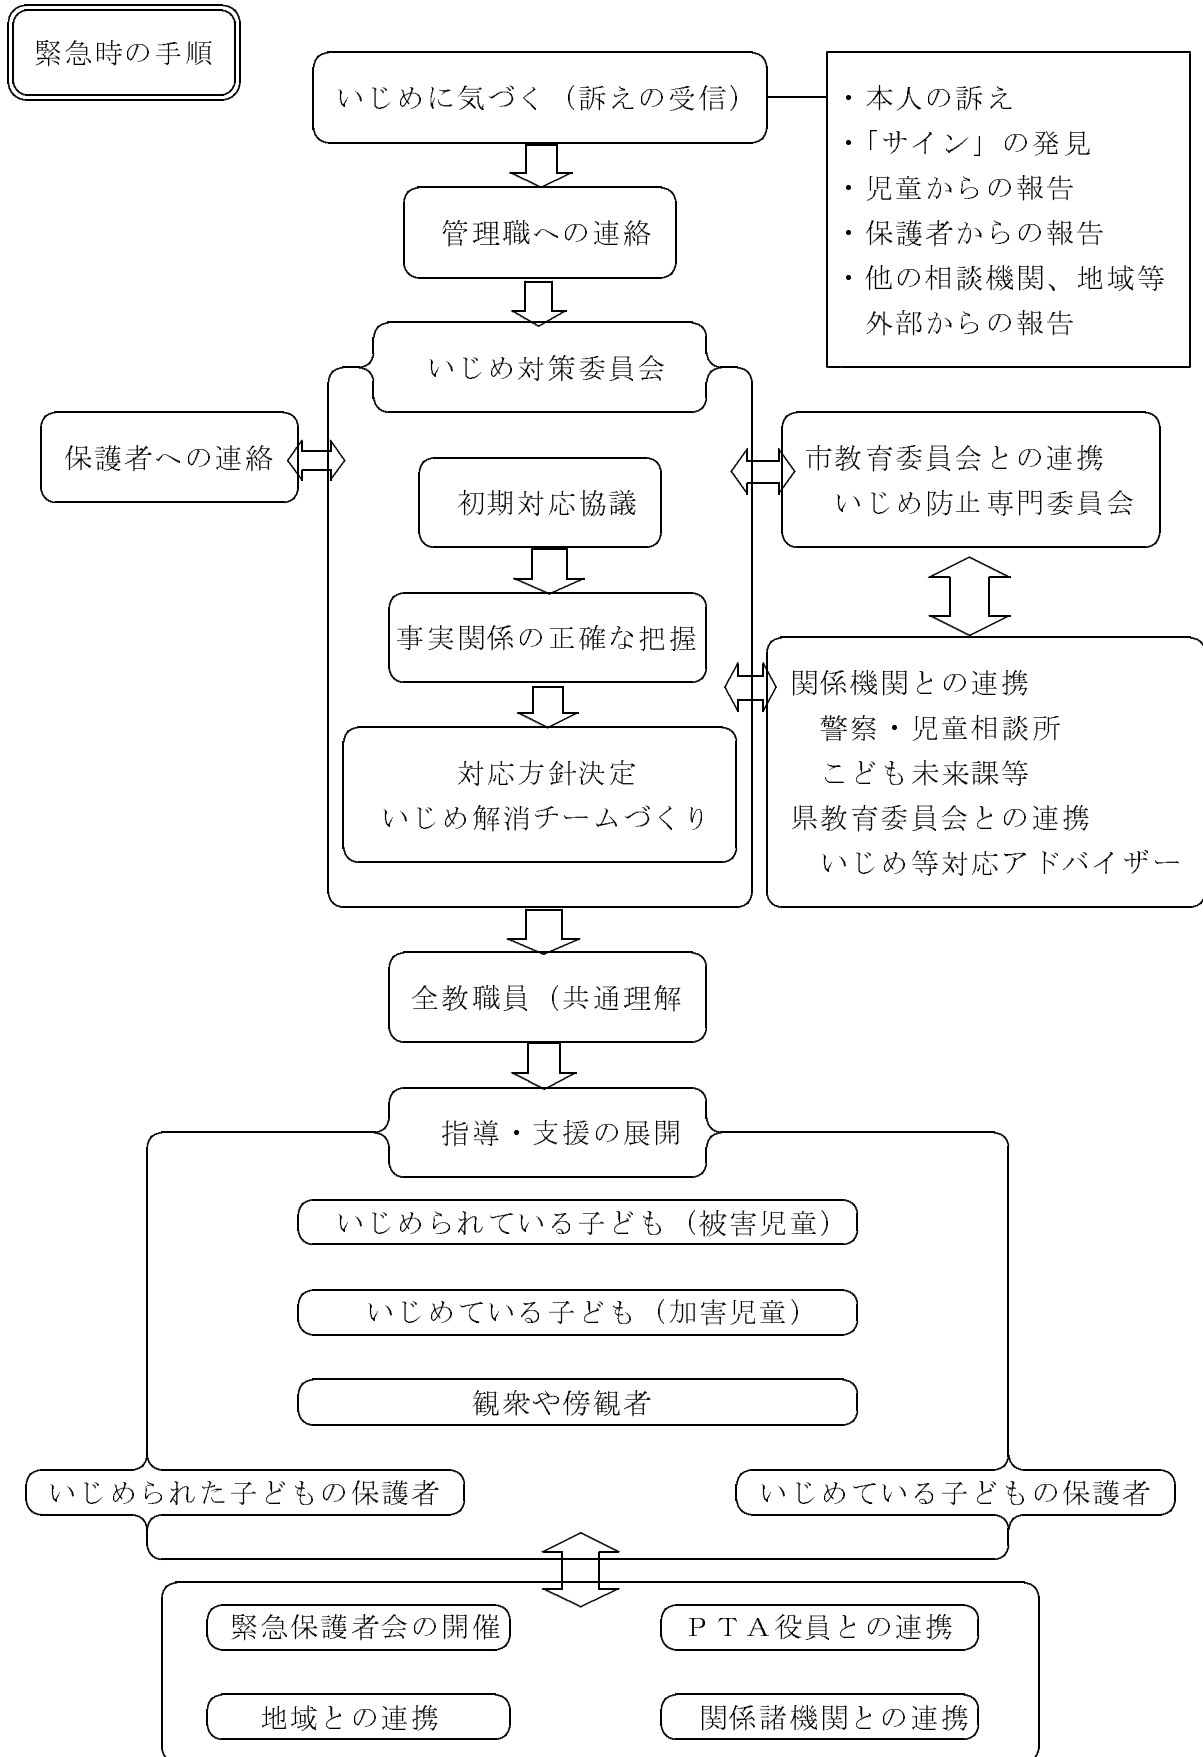 緊急時の手順
いじめに気づく（訴えの受信）
・本人の訴え
・「サイン」の発見
・児童からの報告
・保護者からの報告
・他の相談機関、地域等
外部からの報告
管理職への連絡
いじめ対策委員会
保護者への連絡
市教育委員会との連携
いじめ防止専門委員会
初期対応協議
事実関係の正確な把握
関係機関との連携
警察・児童相談所
こども未来課等
県教育委員会との連携
いじめ等対応アドバイザー
対応方針決定
いじめ解消チームづくり
全教職員（共通理解
指導・支援の展開
いじめられている子ども（被害児童）
いじめている子ども（加害児童）
観衆や傍観者
いじめられた子どもの保護者
いじめている子どもの保護者
緊急保護者会の開催
ＰＴＡ役員との連携
地域との連携
関係諸機関との連携